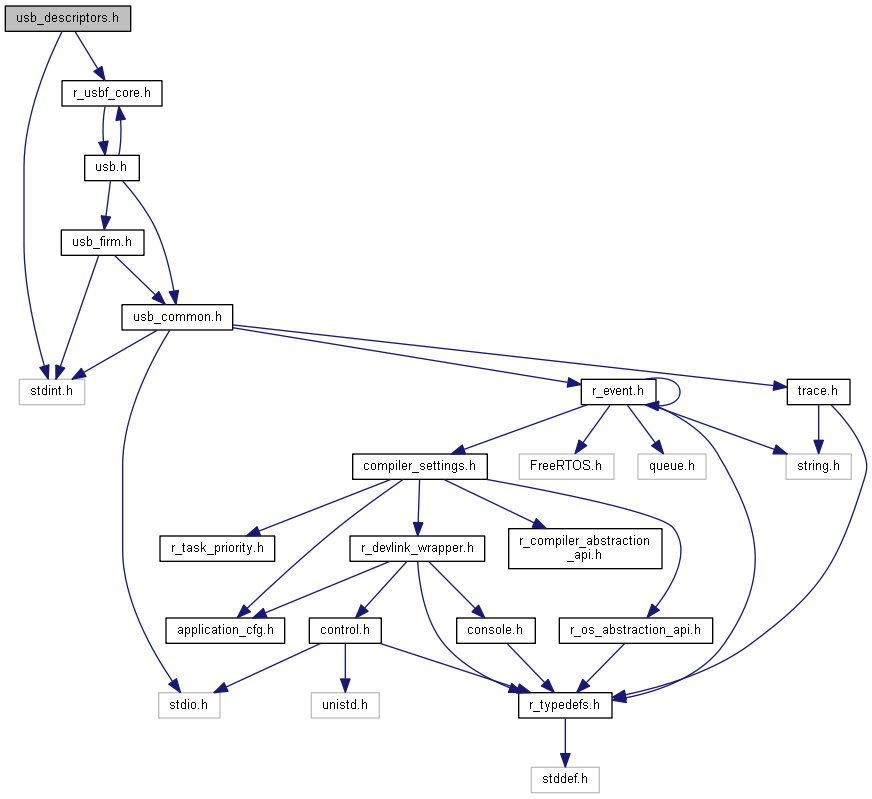 usb_descriptors.h
r_usbf_core.h
usb.h
usb_firm.h
usb_common.h
stdint.h
r_event.h
trace.h
compiler_settings.h
FreeRTOS.h
queue.h
string.h
r_task_priority.h
r_devlink_wrapper.h
r_compiler_abstraction
_api.h
application_cfg.h
control.h
console.h
r_os_abstraction_api.h
stdio.h
unistd.h
r_typedefs.h
stddef.h